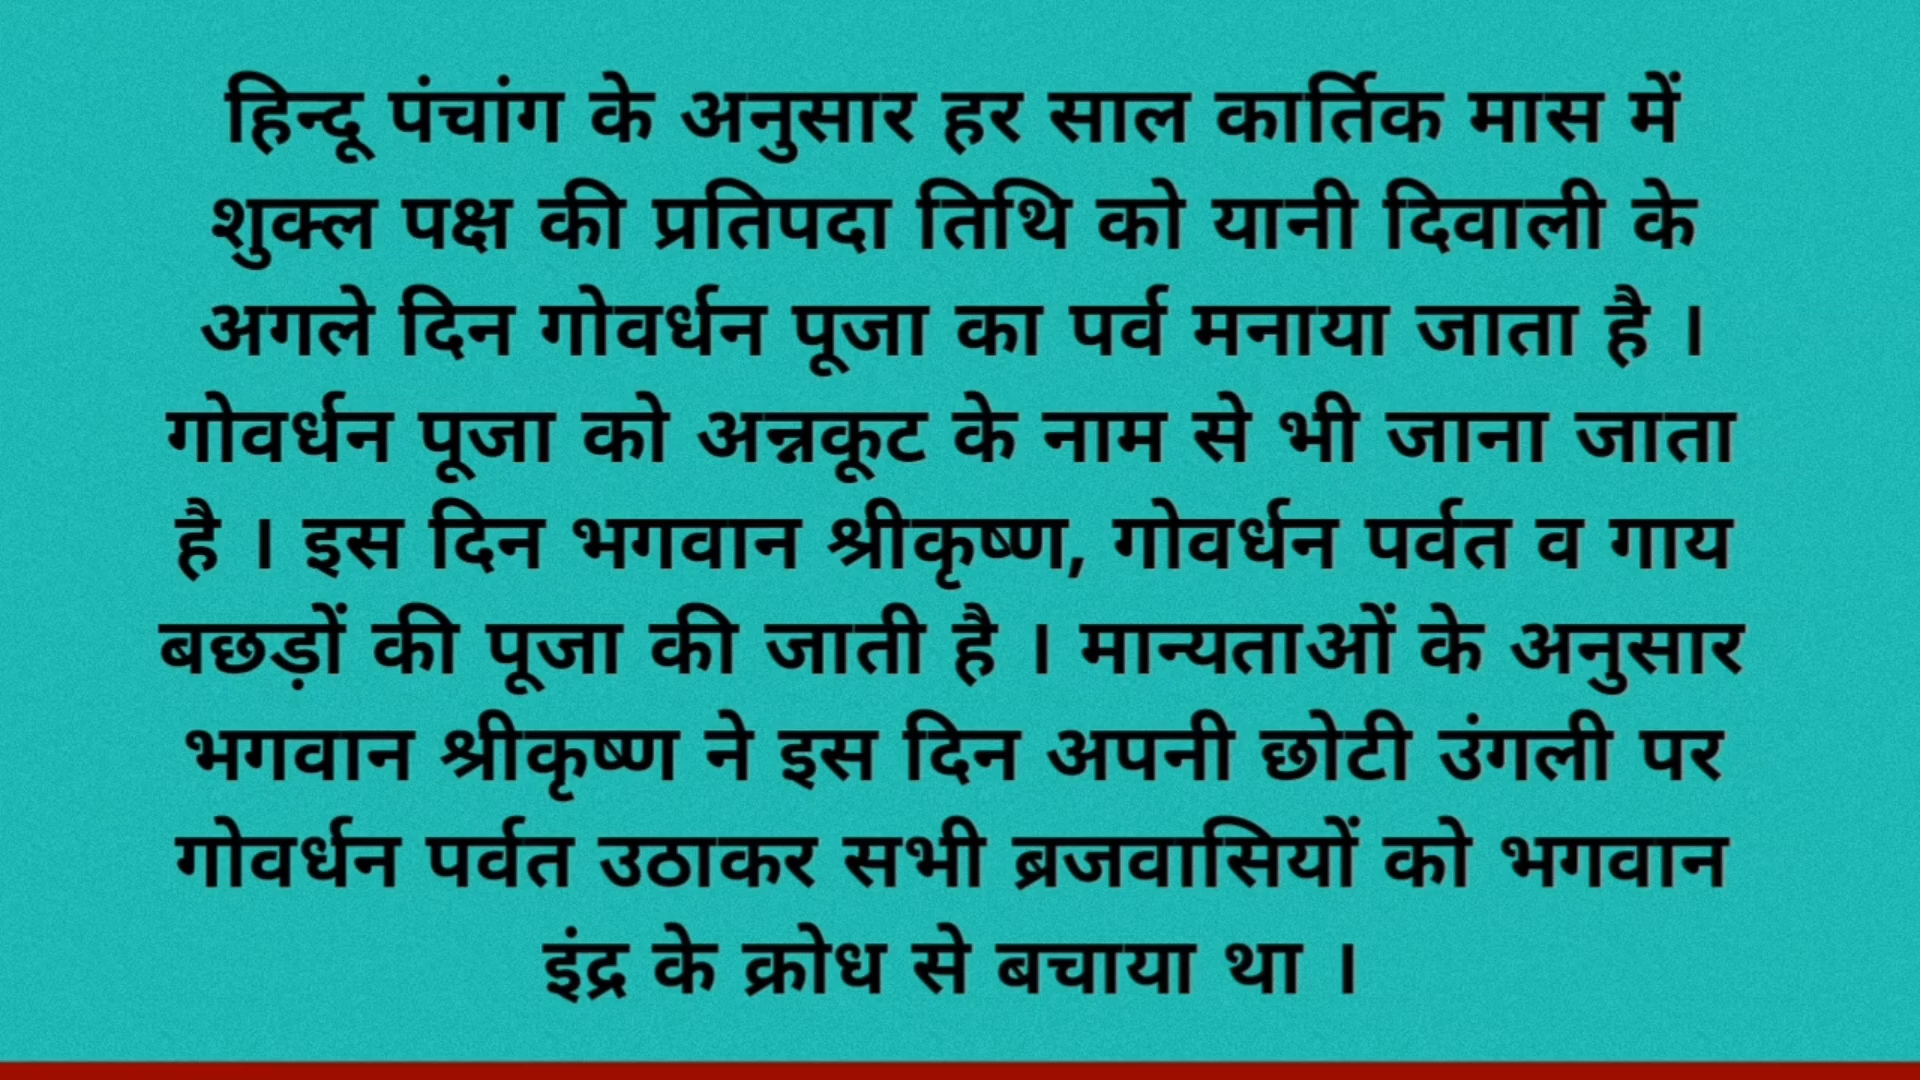 हिन्दू पंचांग के अनुसार हर साल कार्तिक मास में
शुक्ल पक्ष की प्रतिपदा तिथि को यानी दिवाली के
अगले दिन गोवर्धन पूजा का पर्व मनाया जाता है ।
गोवर्धन पूजा को अन्नकूट के नाम से भी जाना जाता
है । इस दिन भगवान श्रीकृष्ण, गोवर्धन पर्वत व गाय
बछड़ों की पूजा की जाती है । मान्यताओं के अनुसार
भगवान श्रीकृष्ण ने इस दिन अपनी छोटी उंगली पर
गोवर्धन पर्वत उठाकर सभी ब्रजवासियों को भगवान
इंद्र के क्रोध से बचाया था ।